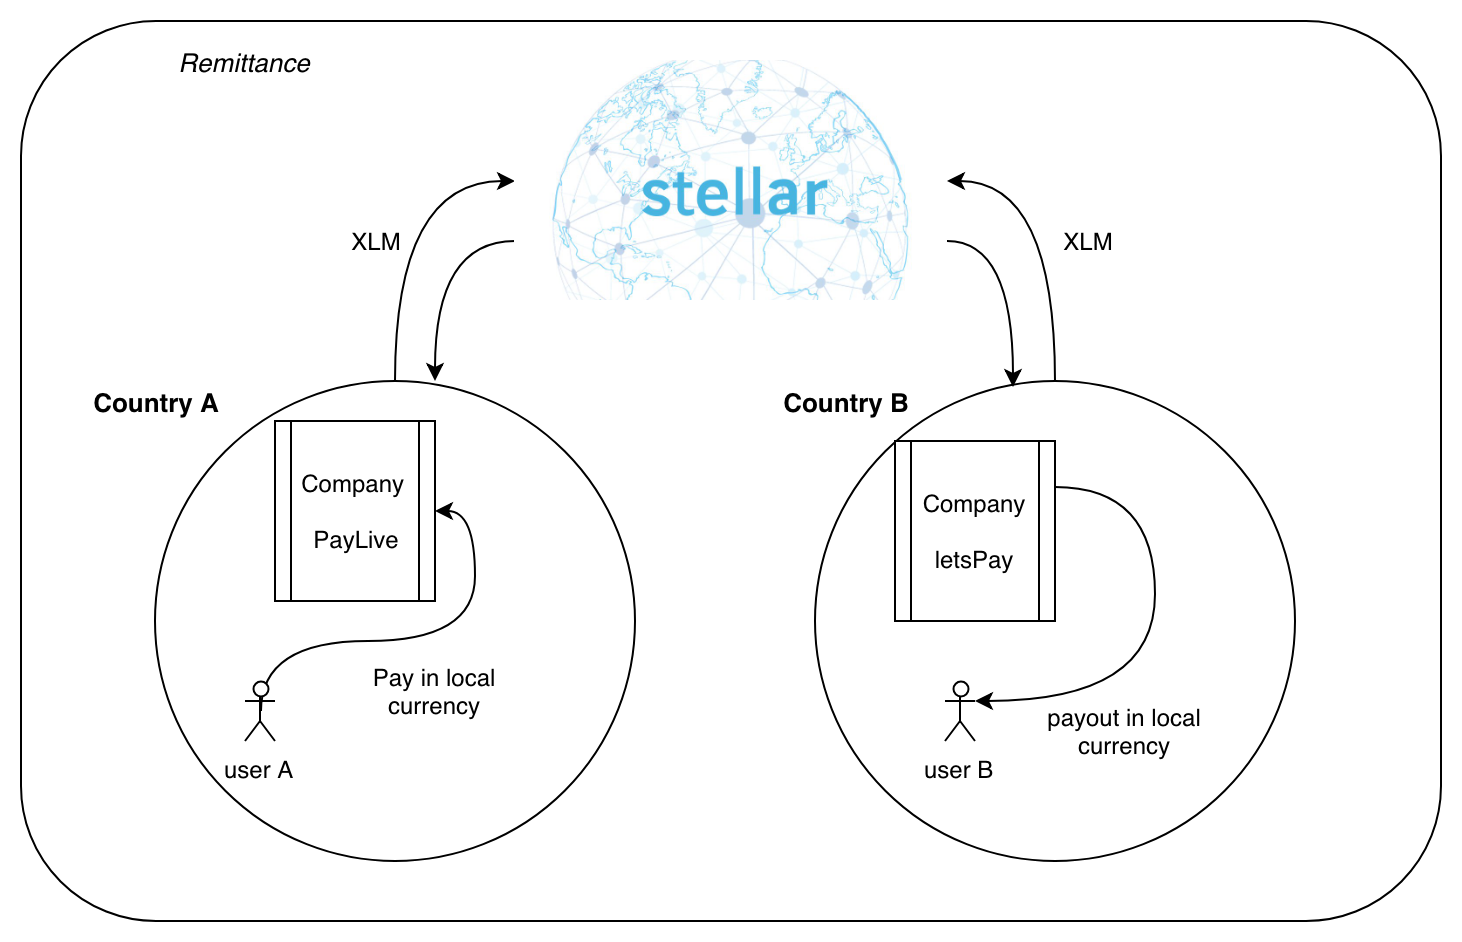 Remittance
stellar
XLM
XLM
Country A
Country B
Company
PayLive
Company
letsPay
Pay in local
currency
payout in local
currency
user A
user B